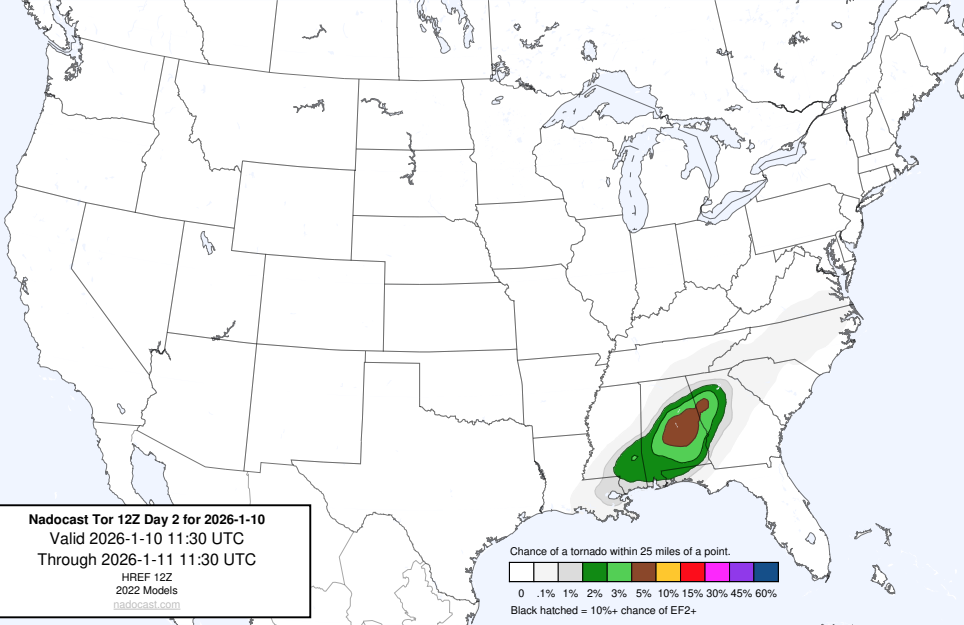 Nadocast Tor 12Z Day 2 for 2026-1-10
Valid 2026-1-10 11:30 UTC
Through 2026-1-11 11:30 UTC
HREF 12Z
2022 Models
nadocast.com
Chance of a tornado within 25 miles of a point.
0 .1% 1% 2% 3% 5% 10% 15% 30% 45% 60%
Black hatched = 10%+ chance of EF2+